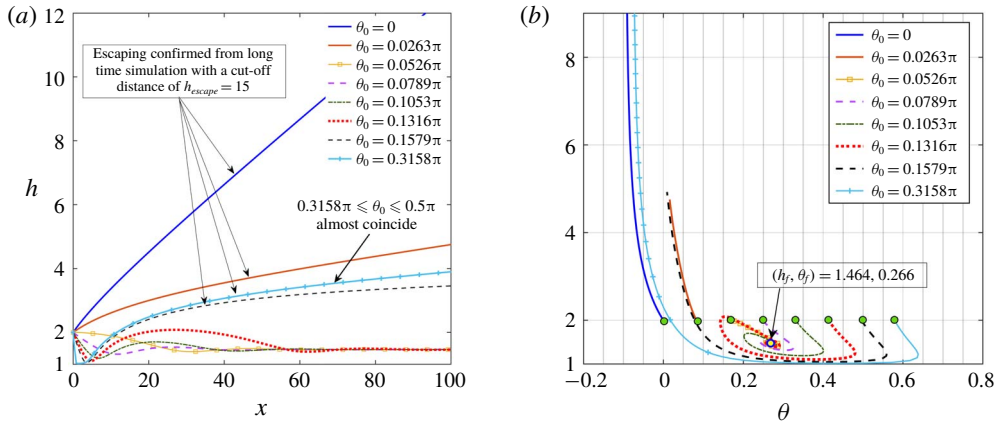 (a)
12
10
8
6
4
2
1
h
0
20
40
60
80
100
x
Escaping confirmed from long
time simulation with a cut-off
distance of h_escape = 15
θ₀ = 0
θ₀ = 0.0263π
θ₀ = 0.0526π
θ₀ = 0.0789π
θ₀ = 0.1053π
θ₀ = 0.1316π
θ₀ = 0.1579π
θ₀ = 0.3158π
0.3158π ⩽ θ₀ ⩽ 0.5π
almost coincide
(b)
8
6
4
2
1
−0.2
0
0.2
0.4
0.6
0.8
θ
θ₀ = 0
θ₀ = 0.0263π
θ₀ = 0.0526π
θ₀ = 0.0789π
θ₀ = 0.1053π
θ₀ = 0.1316π
θ₀ = 0.1579π
θ₀ = 0.3158π
(h_f, θ_f) = 1.464, 0.266